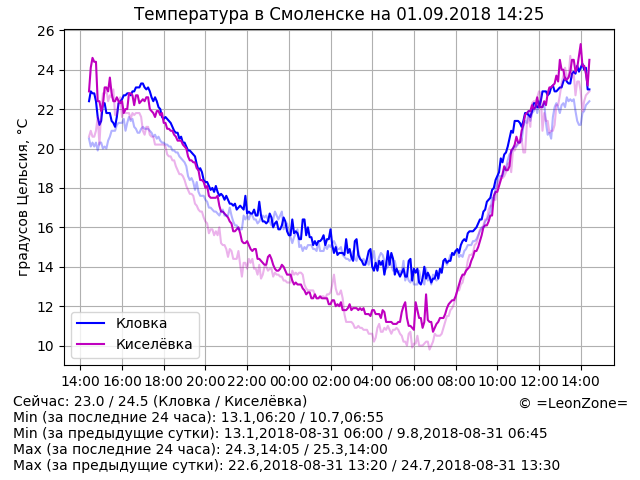 Температура в Смоленске на 01.09.2018 14:25
градусов Цельсия, °C
26
24
22
20
18
16
14
12
10
Кловка
Киселёвка
14:00 16:00 18:00 20:00 22:00 00:00 02:00 04:00 06:00 08:00 10:00 12:00 14:00
Сейчас: 23.0 / 24.5 (Кловка / Киселёвка)
© =LeonZone=
Min (за последние 24 часа): 13.1,06:20 / 10.7,06:55
Min (за предыдущие сутки): 13.1,2018-08-31 06:00 / 9.8,2018-08-31 06:45
Max (за последние 24 часа): 24.3,14:05 / 25.3,14:00
Max (за предыдущие сутки): 22.6,2018-08-31 13:20 / 24.7,2018-08-31 13:30